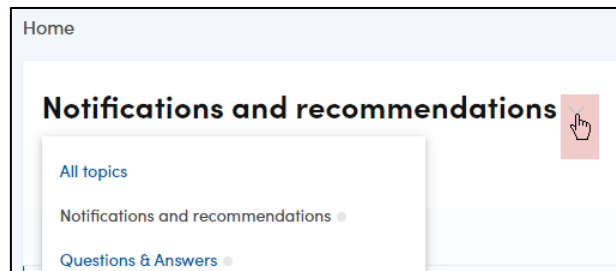 Home
Notifications and recommendations
All topics
Notifications and recommendations
Questions & Answers